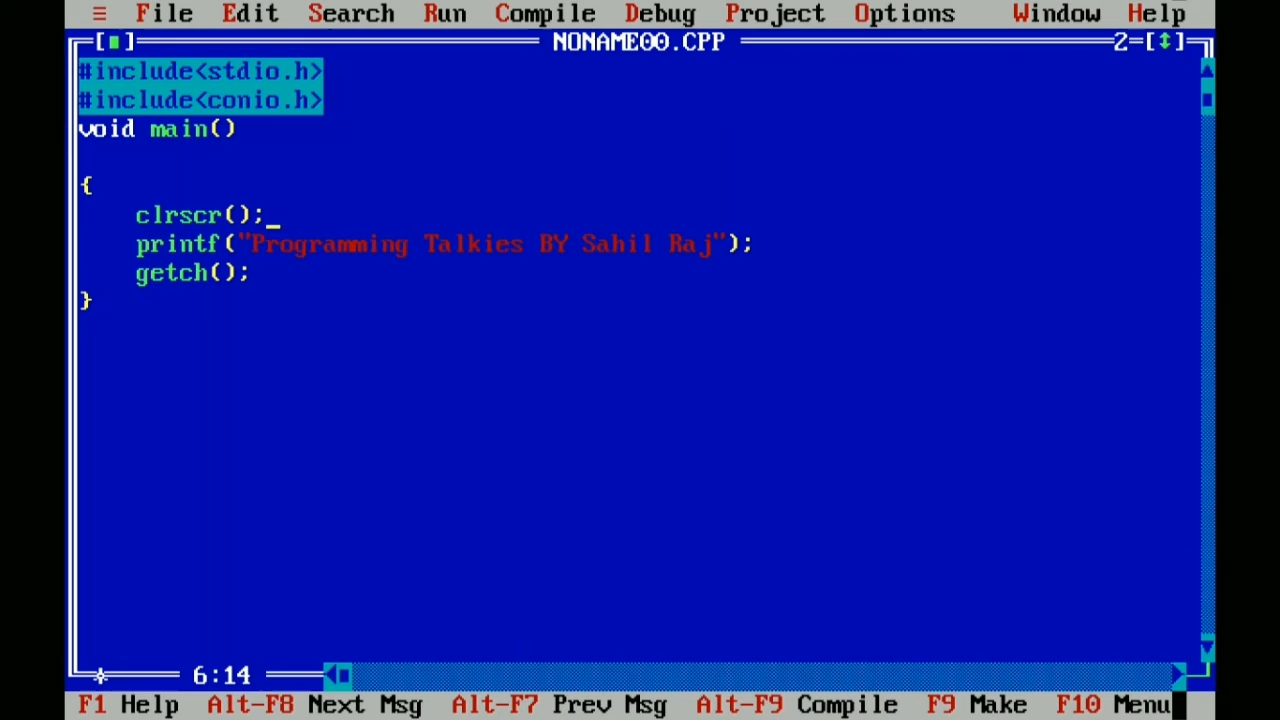 ≡ File Edit Search Run Compile Debug Project Options Window Help
[■] NONAME00.CPP 2=[↕]
#include<stdio.h>
#include<conio.h>
void main()
{
clrscr();_
printf("Programming Talkies BY Sahil Raj");
getch();
}
6:14
F1 Help Alt-F8 Next Msg Alt-F7 Prev Msg Alt-F9 Compile F9 Make F10 Menu